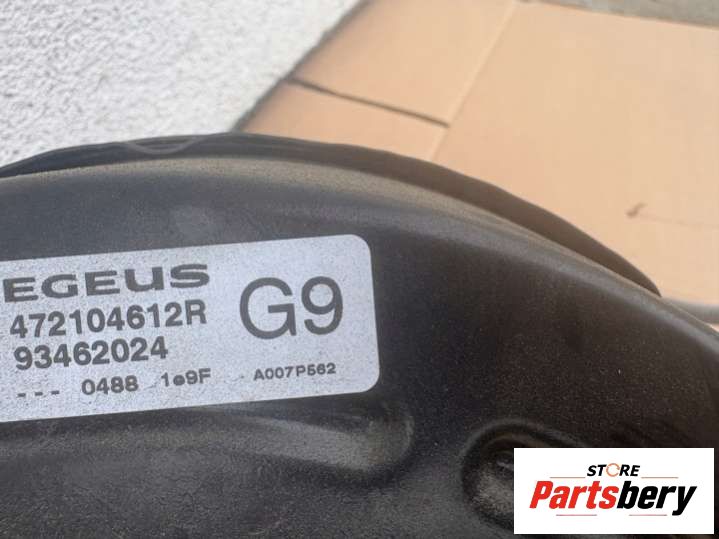 EGEUS
472104612R
93462024
G9
--- 0488 1e9F A007P562
STORE
Partsbery